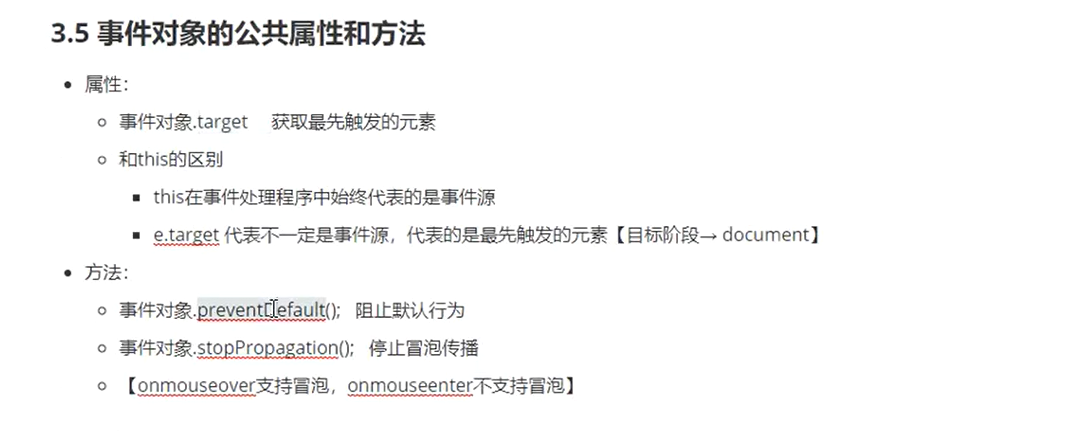 3.5 事件对象的公共属性和方法
属性：
事件对象.target 获取最先触发的元素
和this的区别
this在事件处理程序中始终代表的是事件源
e.target 代表不一定是事件源，代表的是最先触发的元素【目标阶段→ document】
方法：
事件对象.preventDefault(); 阻止默认行为
事件对象.stopPropagation(); 停止冒泡传播
【onmouseover支持冒泡，onmouseenter不支持冒泡】